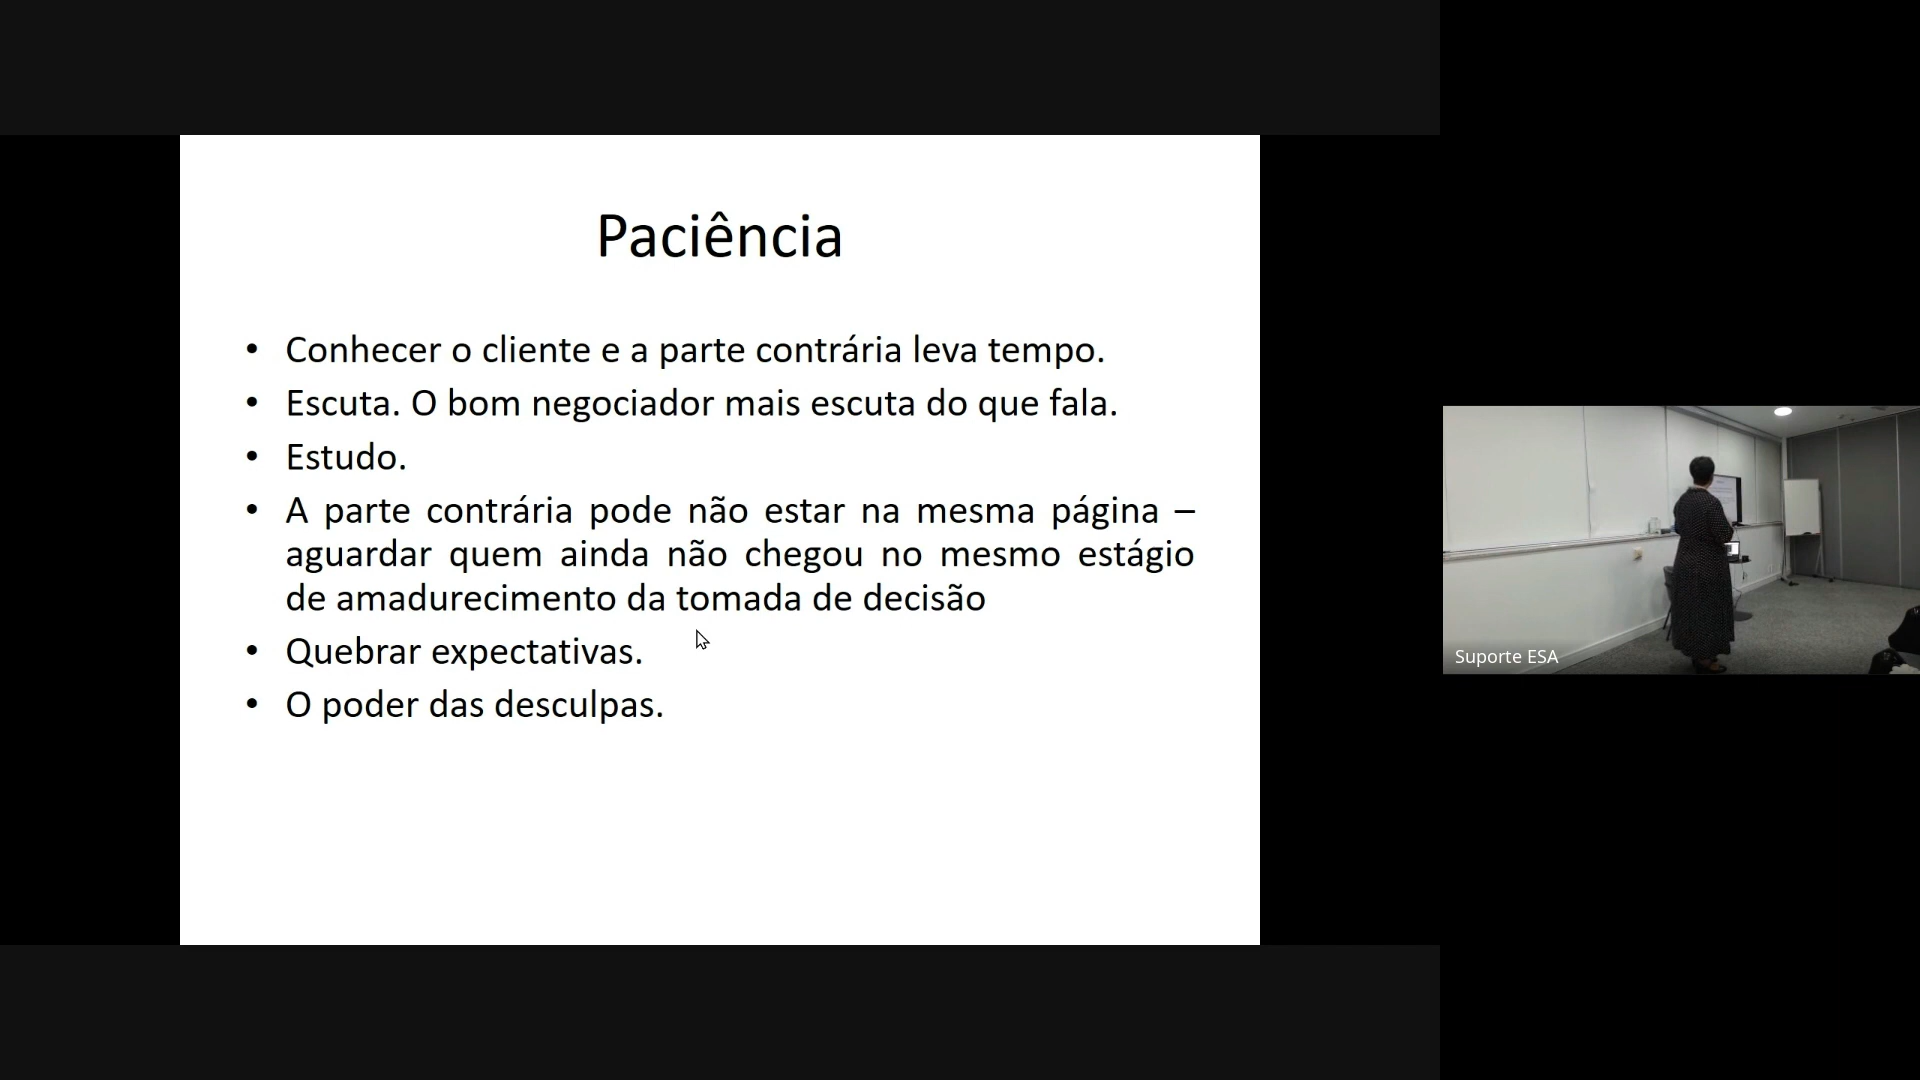 Paciência
• Conhecer o cliente e a parte contrária leva tempo.
• Escuta. O bom negociador mais escuta do que fala.
• Estudo.
• A parte contrária pode não estar na mesma página –
aguardar quem ainda não chegou no mesmo estágio
de amadurecimento da tomada de decisão
• Quebrar expectativas.
• O poder das desculpas.
Suporte ESA